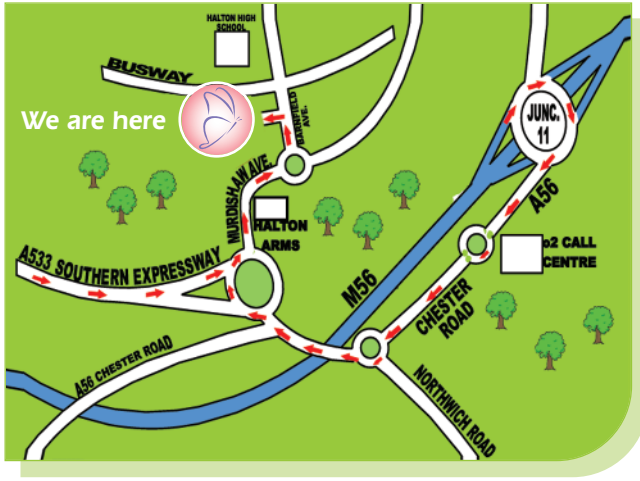 HALTON HIGH
SCHOOL
BUSWAY
We are here
BARNFIELD
AVE.
JUNC.
11
MURDISHAW AVE.
A56
HALTON
ARMS
o2 CALL
CENTRE
A533 SOUTHERN EXPRESSWAY
M56
CHESTER
ROAD
A56 CHESTER ROAD
NORTHWICH ROAD